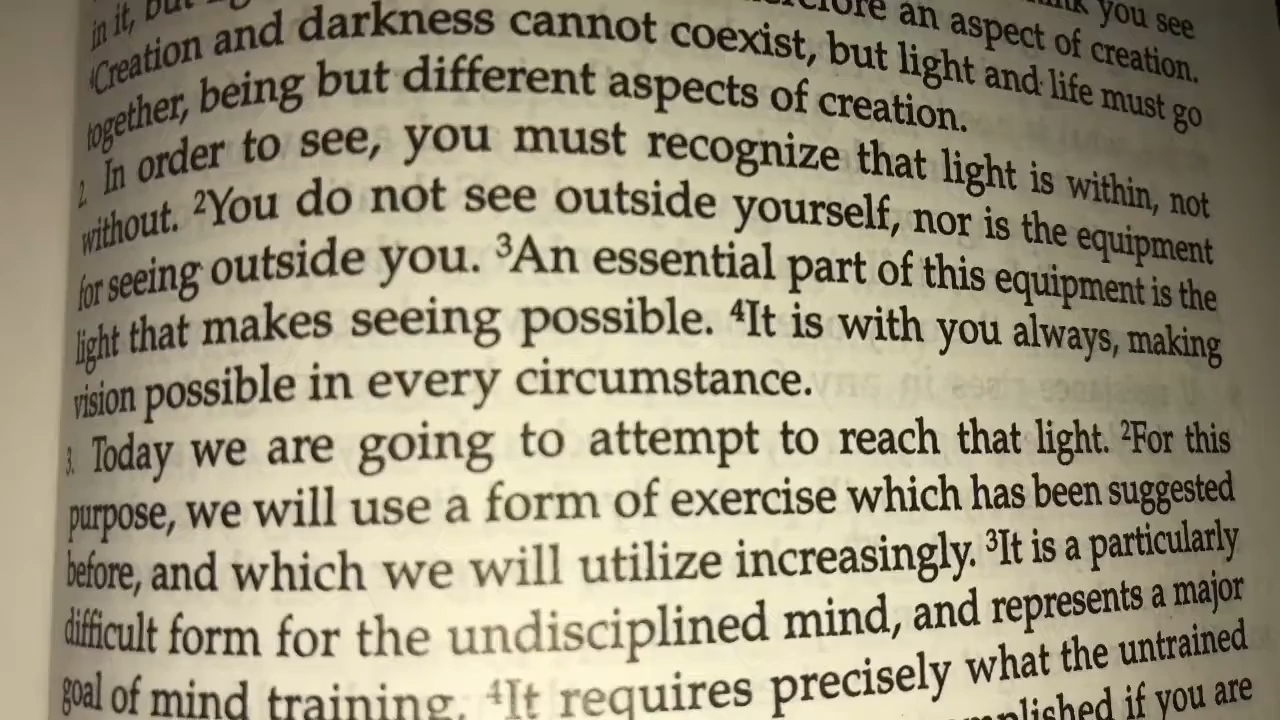 in it, but
you see
an aspect of creation.
Creation and darkness cannot coexist, but light and life must go
together, being but different aspects of creation.
2. In order to see, you must recognize that light is within, not
without. ²You do not see outside yourself, nor is the equipment
for seeing outside you. ³An essential part of this equipment is the
light that makes seeing possible. ⁴It is with you always, making
vision possible in every circumstance.
3. Today we are going to attempt to reach that light. ²For this
purpose, we will use a form of exercise which has been suggested
before, and which we will utilize increasingly. ³It is a particularly
difficult form for the undisciplined mind, and represents a major
goal of mind training. ⁴It requires precisely what the untrained
if you are